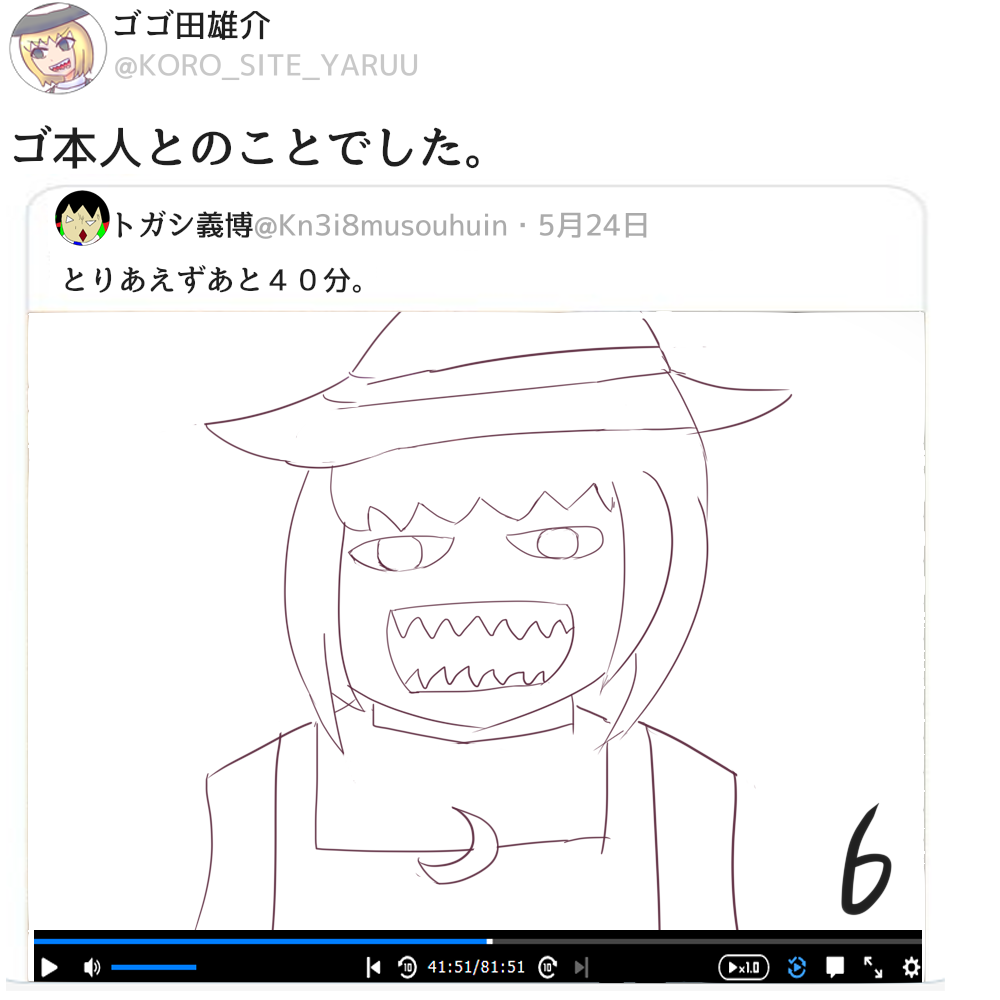 ゴゴ田雄介
@KORO_SITE_YARUU
ゴ本人とのことでした。
トガシ義博@Kn3i8musouhuin・5月24日
とりあえずあと４０分。
6
10 41:51/81:51 10 x1.0